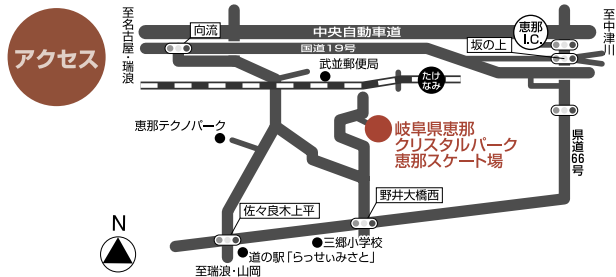 アクセス
至名古屋・瑞浪
向流
中央自動車道
国道19号
恵那
I.C.
坂の上
至中津川
武並郵便局
たけ
なみ
恵那テクノパーク
岐阜県恵那
クリスタルパーク
恵那スケート場
県道66号
佐々良木上平
野井大橋西
N
三郷小学校
道の駅「らっせぃみさと」
至瑞浪・山岡